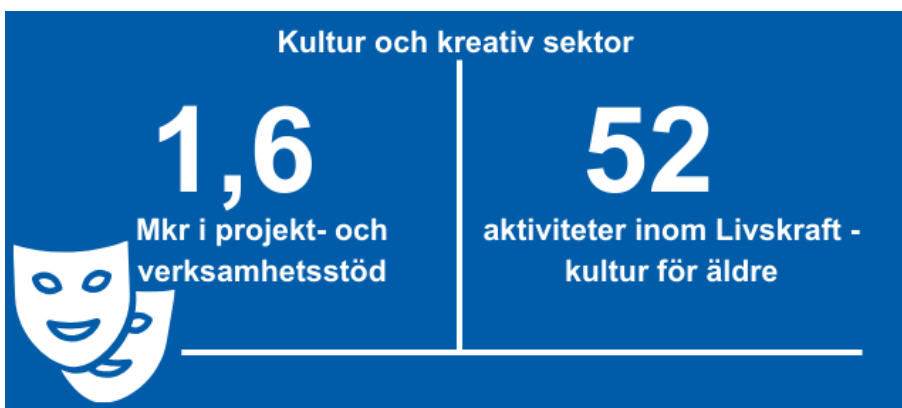 Kultur och kreativ sektor
1,6
Mkr i projekt- och
verksamhetsstöd
52
aktiviteter inom Livskraft -
kultur för äldre